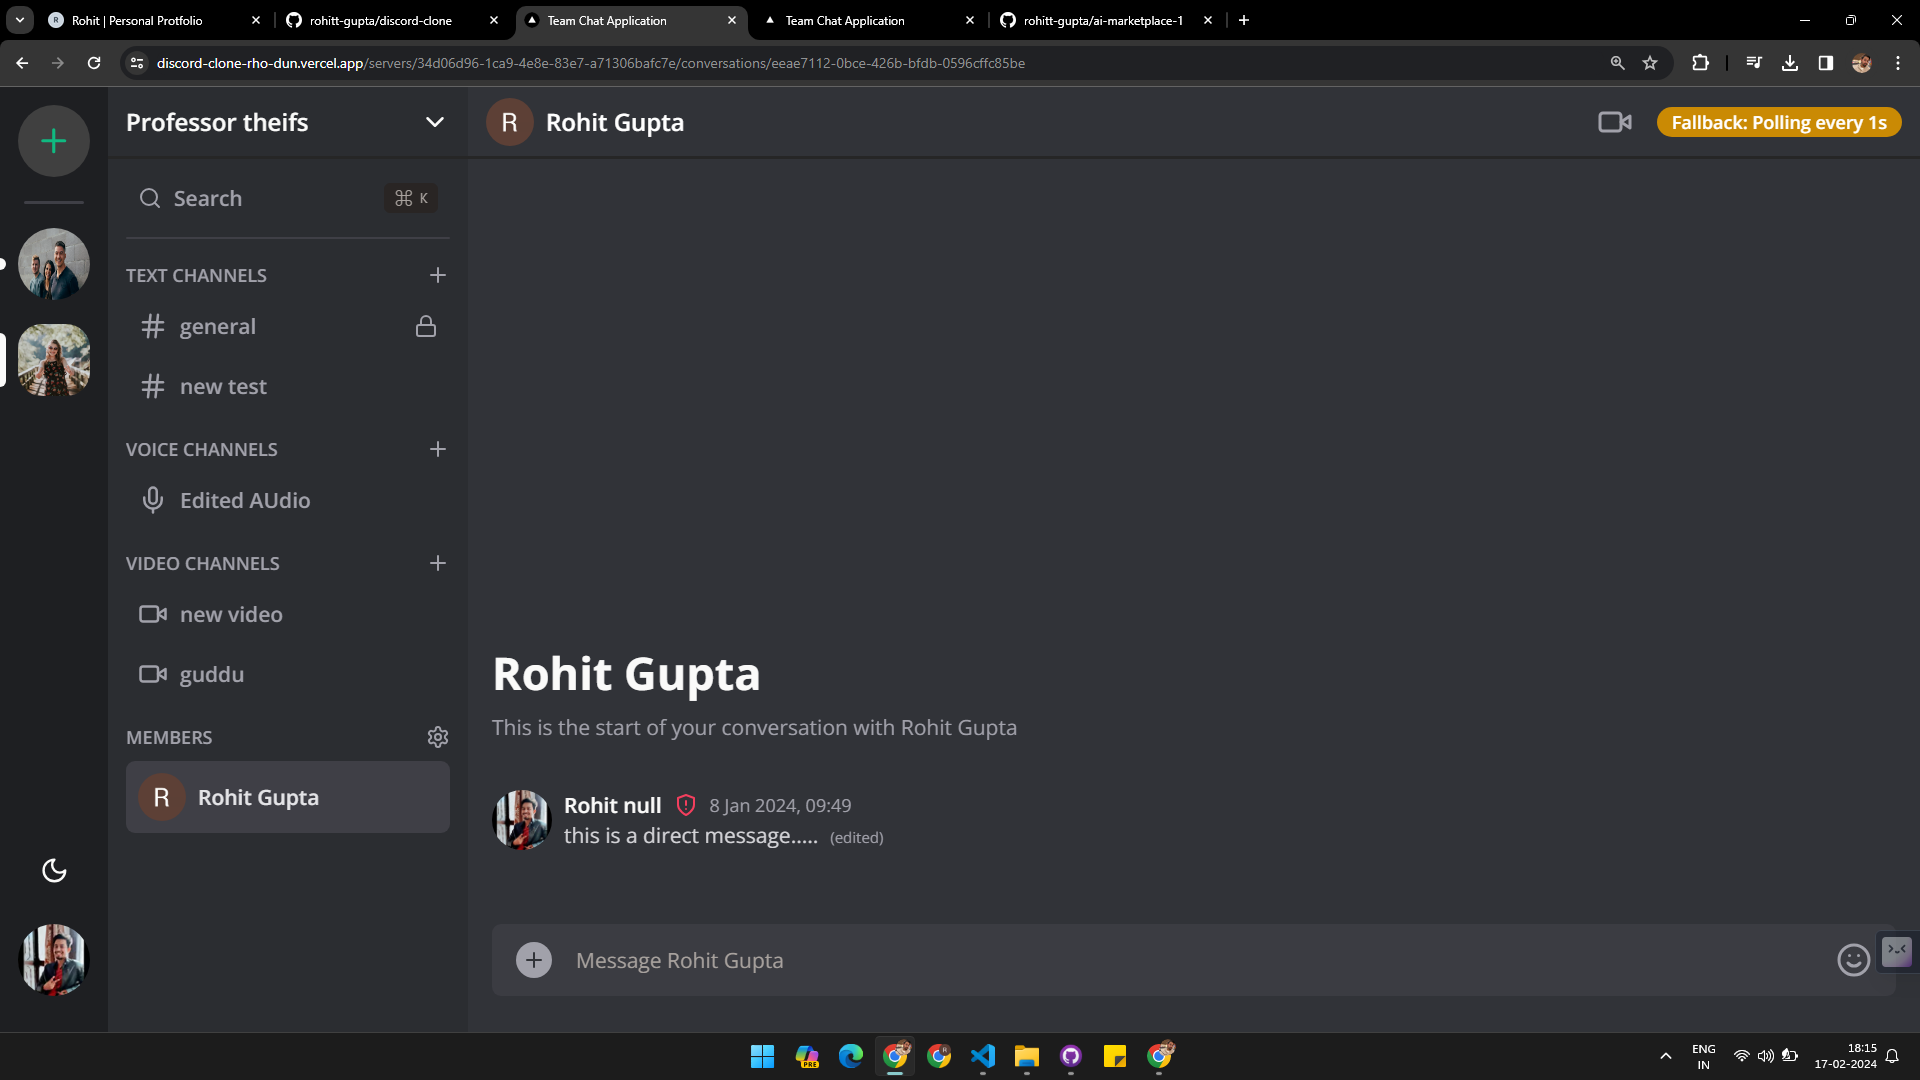 Rohit | Personal Protfolio
rohitt-gupta/discord-clone
Team Chat Application
Team Chat Application
rohitt-gupta/ai-marketplace-1
discord-clone-rho-dun.vercel.app/servers/34d06d96-1ca9-4e8e-83e7-a71306bafc7e/conversations/eeae7112-0bce-426b-bfdb-0596cffc85be
Professor theifs
R Rohit Gupta
Fallback: Polling every 1s
Search ⌘ K
TEXT CHANNELS
general
new test
VOICE CHANNELS
Edited AUdio
VIDEO CHANNELS
new video
guddu
MEMBERS
R Rohit Gupta
Rohit Gupta
This is the start of your conversation with Rohit Gupta
Rohit null 8 Jan 2024, 09:49
this is a direct message..... (edited)
Message Rohit Gupta
PRE
ENG
IN
18:15
17-02-2024